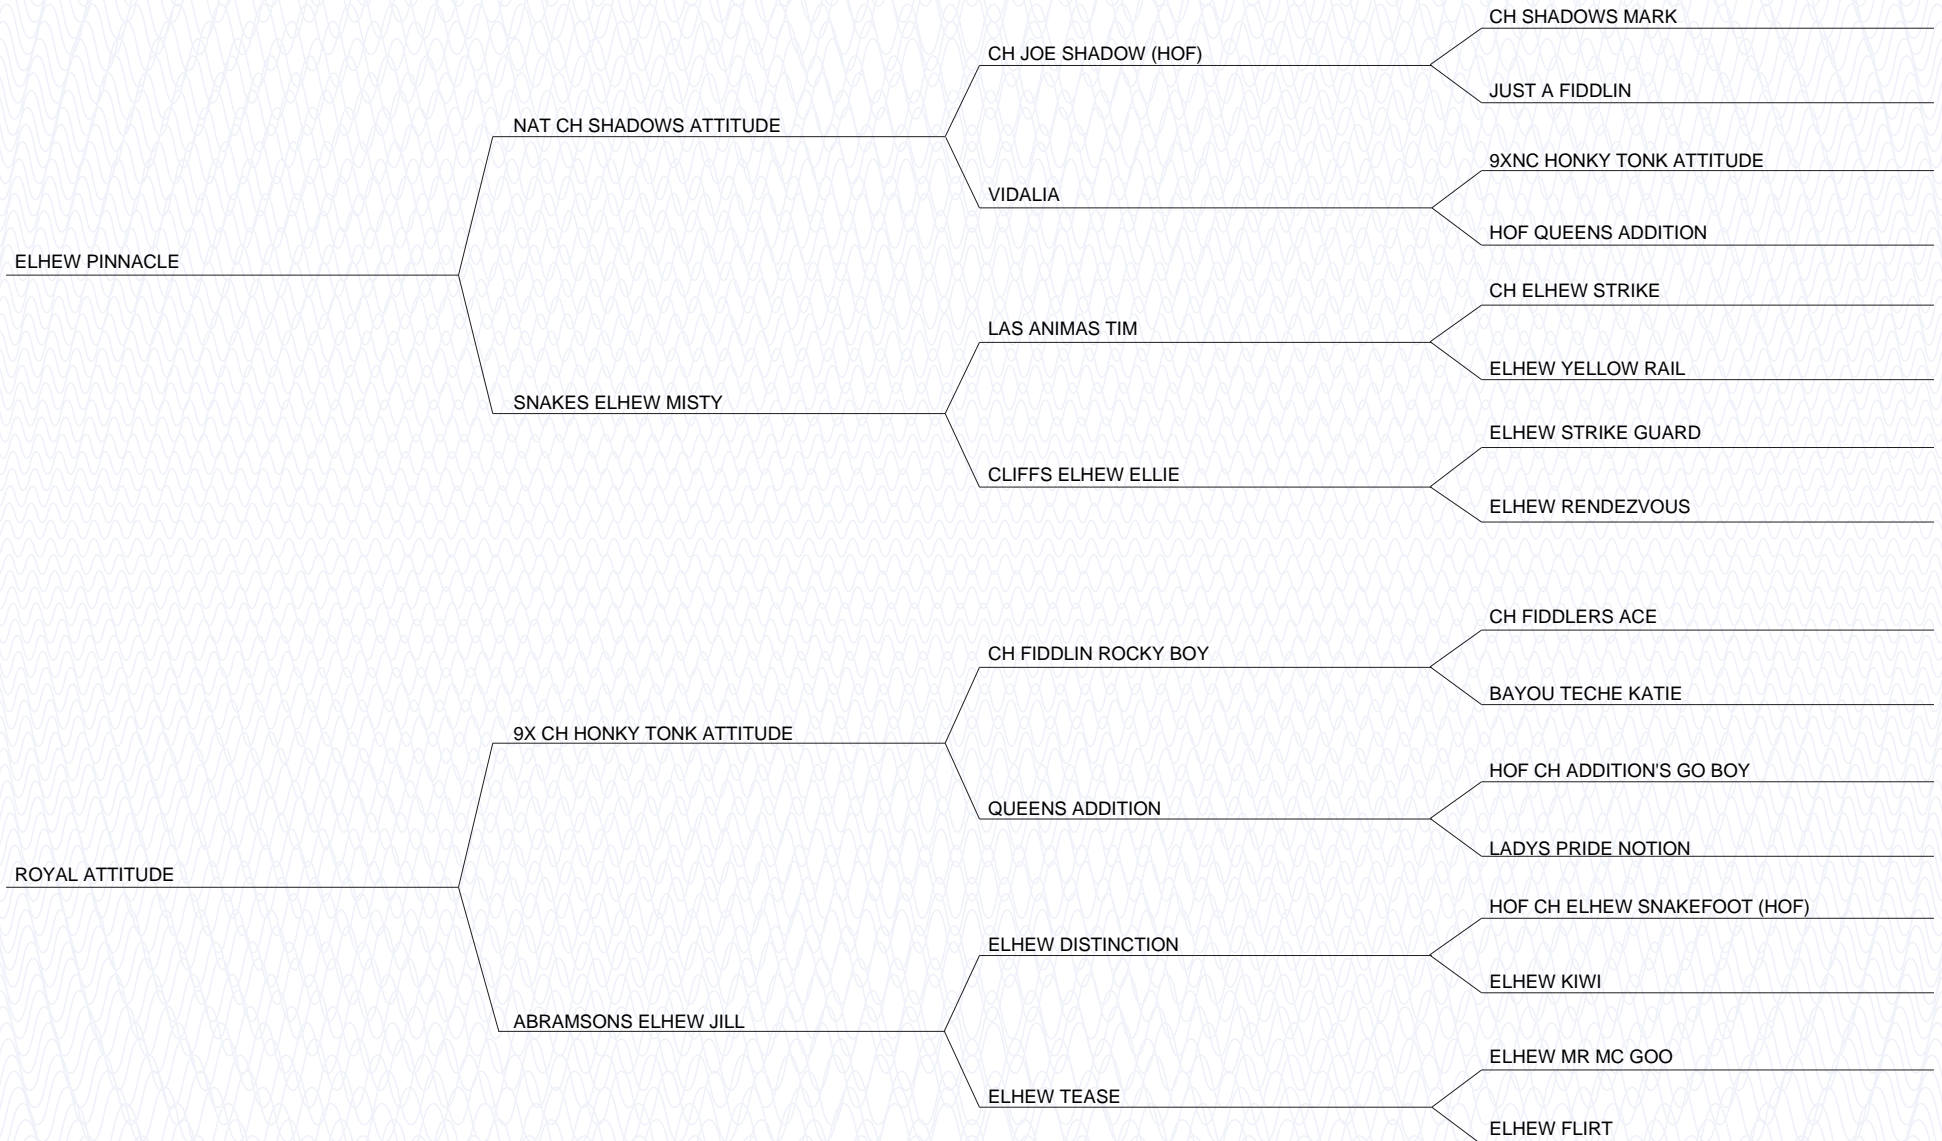 CH SHADOWS MARK
CH JOE SHADOW (HOF)
JUST A FIDDLIN
NAT CH SHADOWS ATTITUDE
9XNC HONKY TONK ATTITUDE
VIDALIA
HOF QUEENS ADDITION
ELHEW PINNACLE
CH ELHEW STRIKE
LAS ANIMAS TIM
ELHEW YELLOW RAIL
SNAKES ELHEW MISTY
ELHEW STRIKE GUARD
CLIFFS ELHEW ELLIE
ELHEW RENDEZVOUS
CH FIDDLERS ACE
CH FIDDLIN ROCKY BOY
BAYOU TECHE KATIE
9X CH HONKY TONK ATTITUDE
HOF CH ADDITION'S GO BOY
QUEENS ADDITION
LADYS PRIDE NOTION
ROYAL ATTITUDE
HOF CH ELHEW SNAKEFOOT (HOF)
ELHEW DISTINCTION
ELHEW KIWI
ABRAMSONS ELHEW JILL
ELHEW MR MC GOO
ELHEW TEASE
ELHEW FLIRT